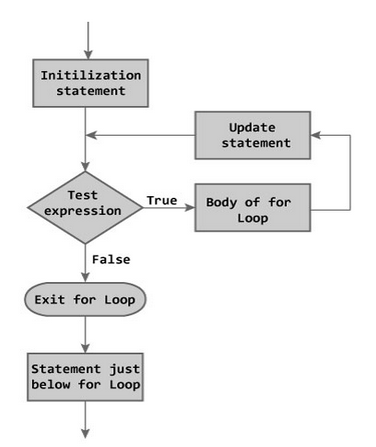 Initilization
statement
Update
statement
Test
expression
True
Body of for
Loop
False
Exit for Loop
Statement just
below for Loop